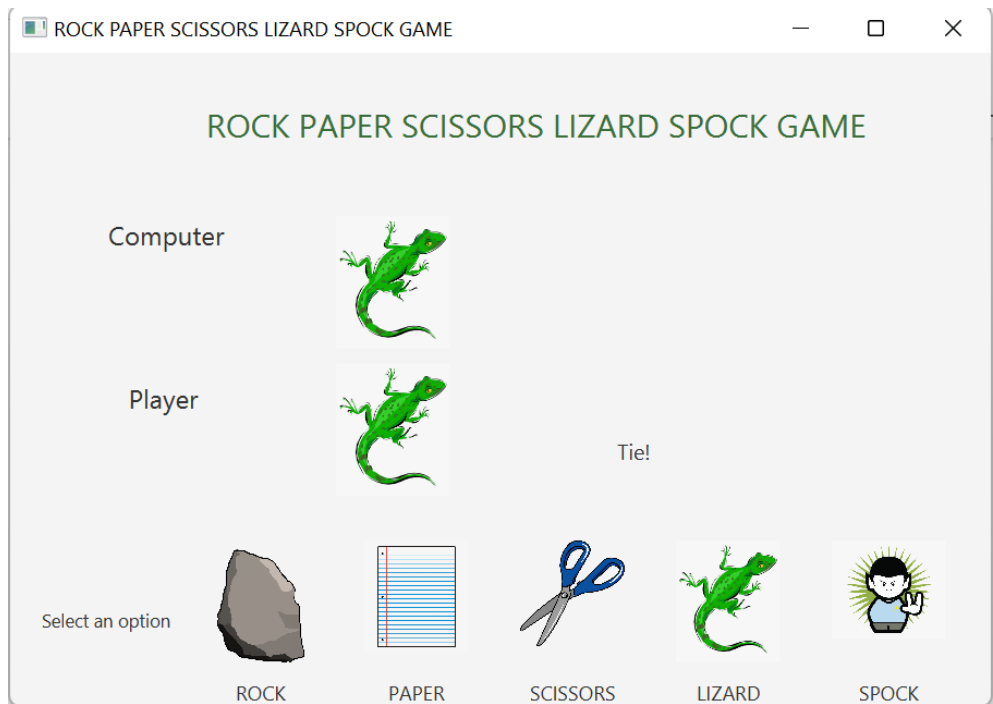 ROCK PAPER SCISSORS LIZARD SPOCK GAME
ROCK PAPER SCISSORS LIZARD SPOCK GAME
Computer
Player
Tie!
Select an option
ROCK PAPER SCISSORS LIZARD SPOCK